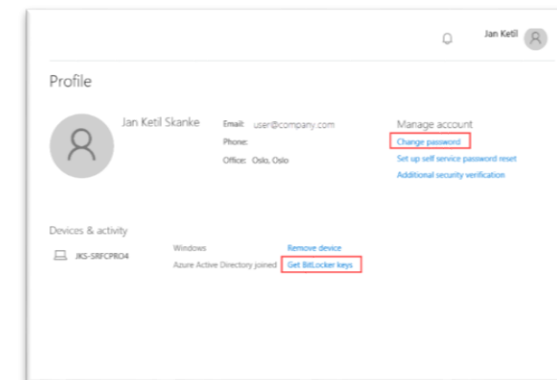 Jan Ketil
Profile
Jan Ketil Skanke
Email: user@company.com
Phone:
Office: Oslo, Oslo
Manage account
Change password
Set up self service password reset
Additional security verification
Devices & activity
JKS-SRFCPRO4
Windows
Azure Active Directory joined
Remove device
Get BitLocker keys